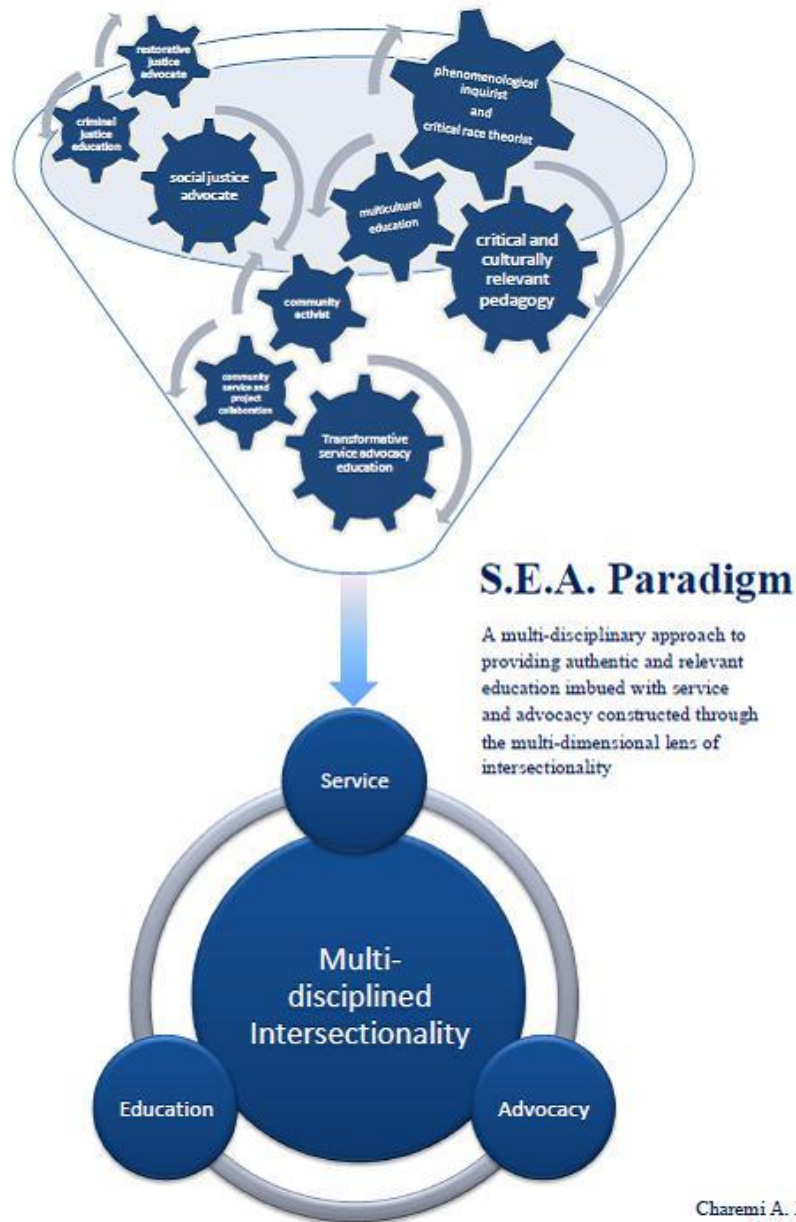 restorative
justice
advocate
criminal
justice
education
social justice
advocate
phenomenological
inquirist
and
critical race theorist
multicultural
education
critical and
culturally
relevant
pedagogy
community
activist
community
service and
project
collaboration
Transformative
service advocacy
education
S.E.A. Paradigm
A multi-disciplinary approach to
providing authentic and relevant
education imbued with service
and advocacy constructed through
the multi-dimensional lens of
intersectionality
Service
Multi-
disciplined
Intersectionality
Education
Advocacy
Charemi A.